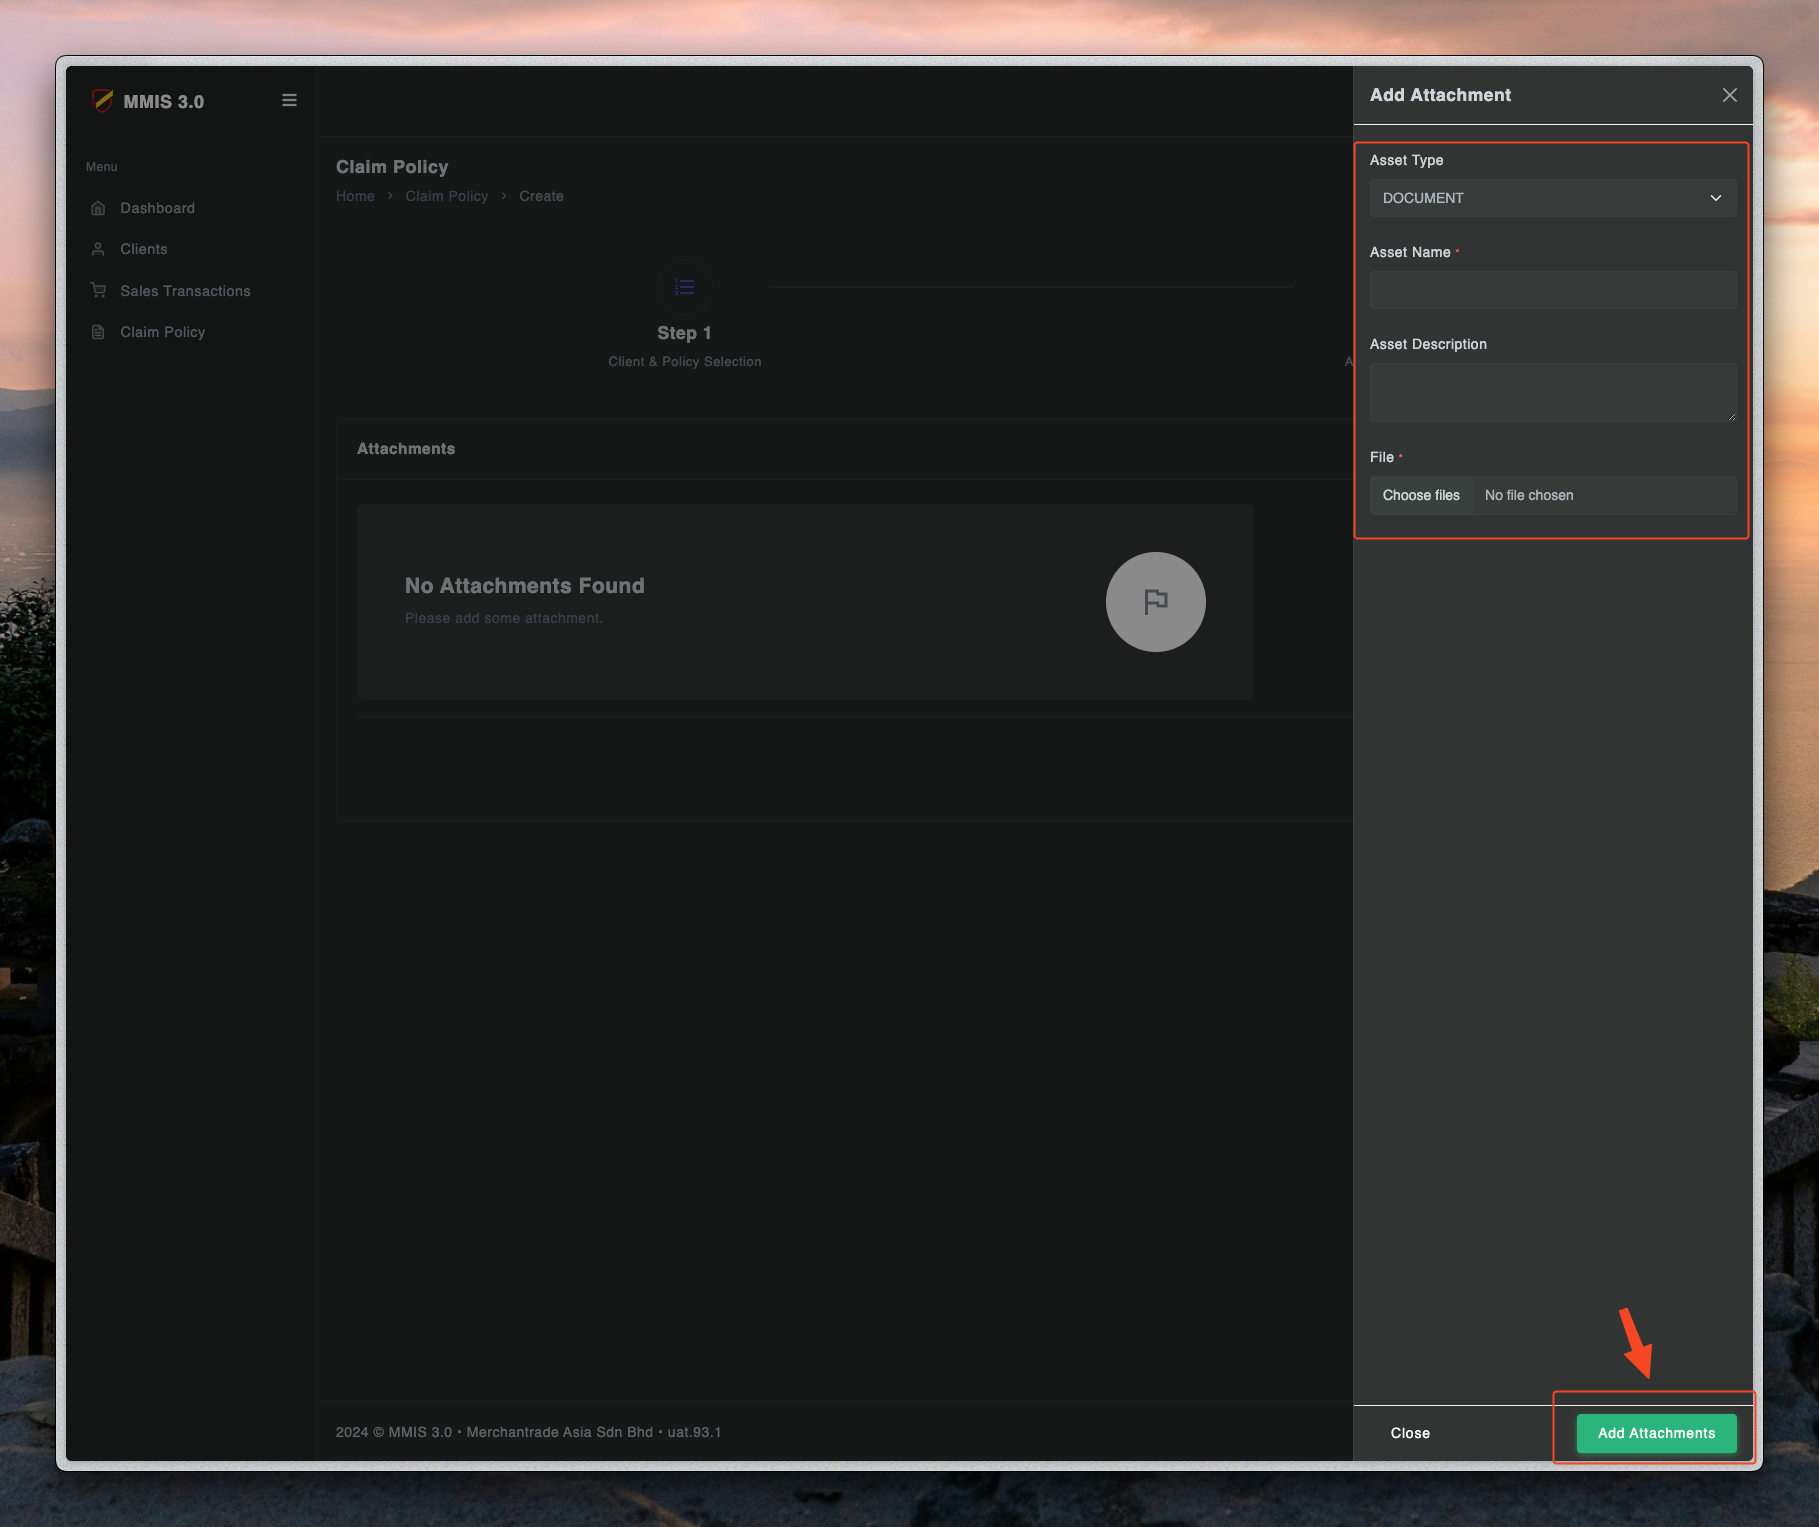 MMIS 3.0
Menu
Dashboard
Clients
Sales Transactions
Claim Policy
Claim Policy
Home > Claim Policy > Create
Step 1
Client & Policy Selection
A
Attachments
No Attachments Found
Please add some attachment.
2024 © MMIS 3.0 • Merchantrade Asia Sdn Bhd • uat.93.1
Add Attachment
Asset Type
DOCUMENT
Asset Name *
Asset Description
File *
Choose files No file chosen
Close
Add Attachments